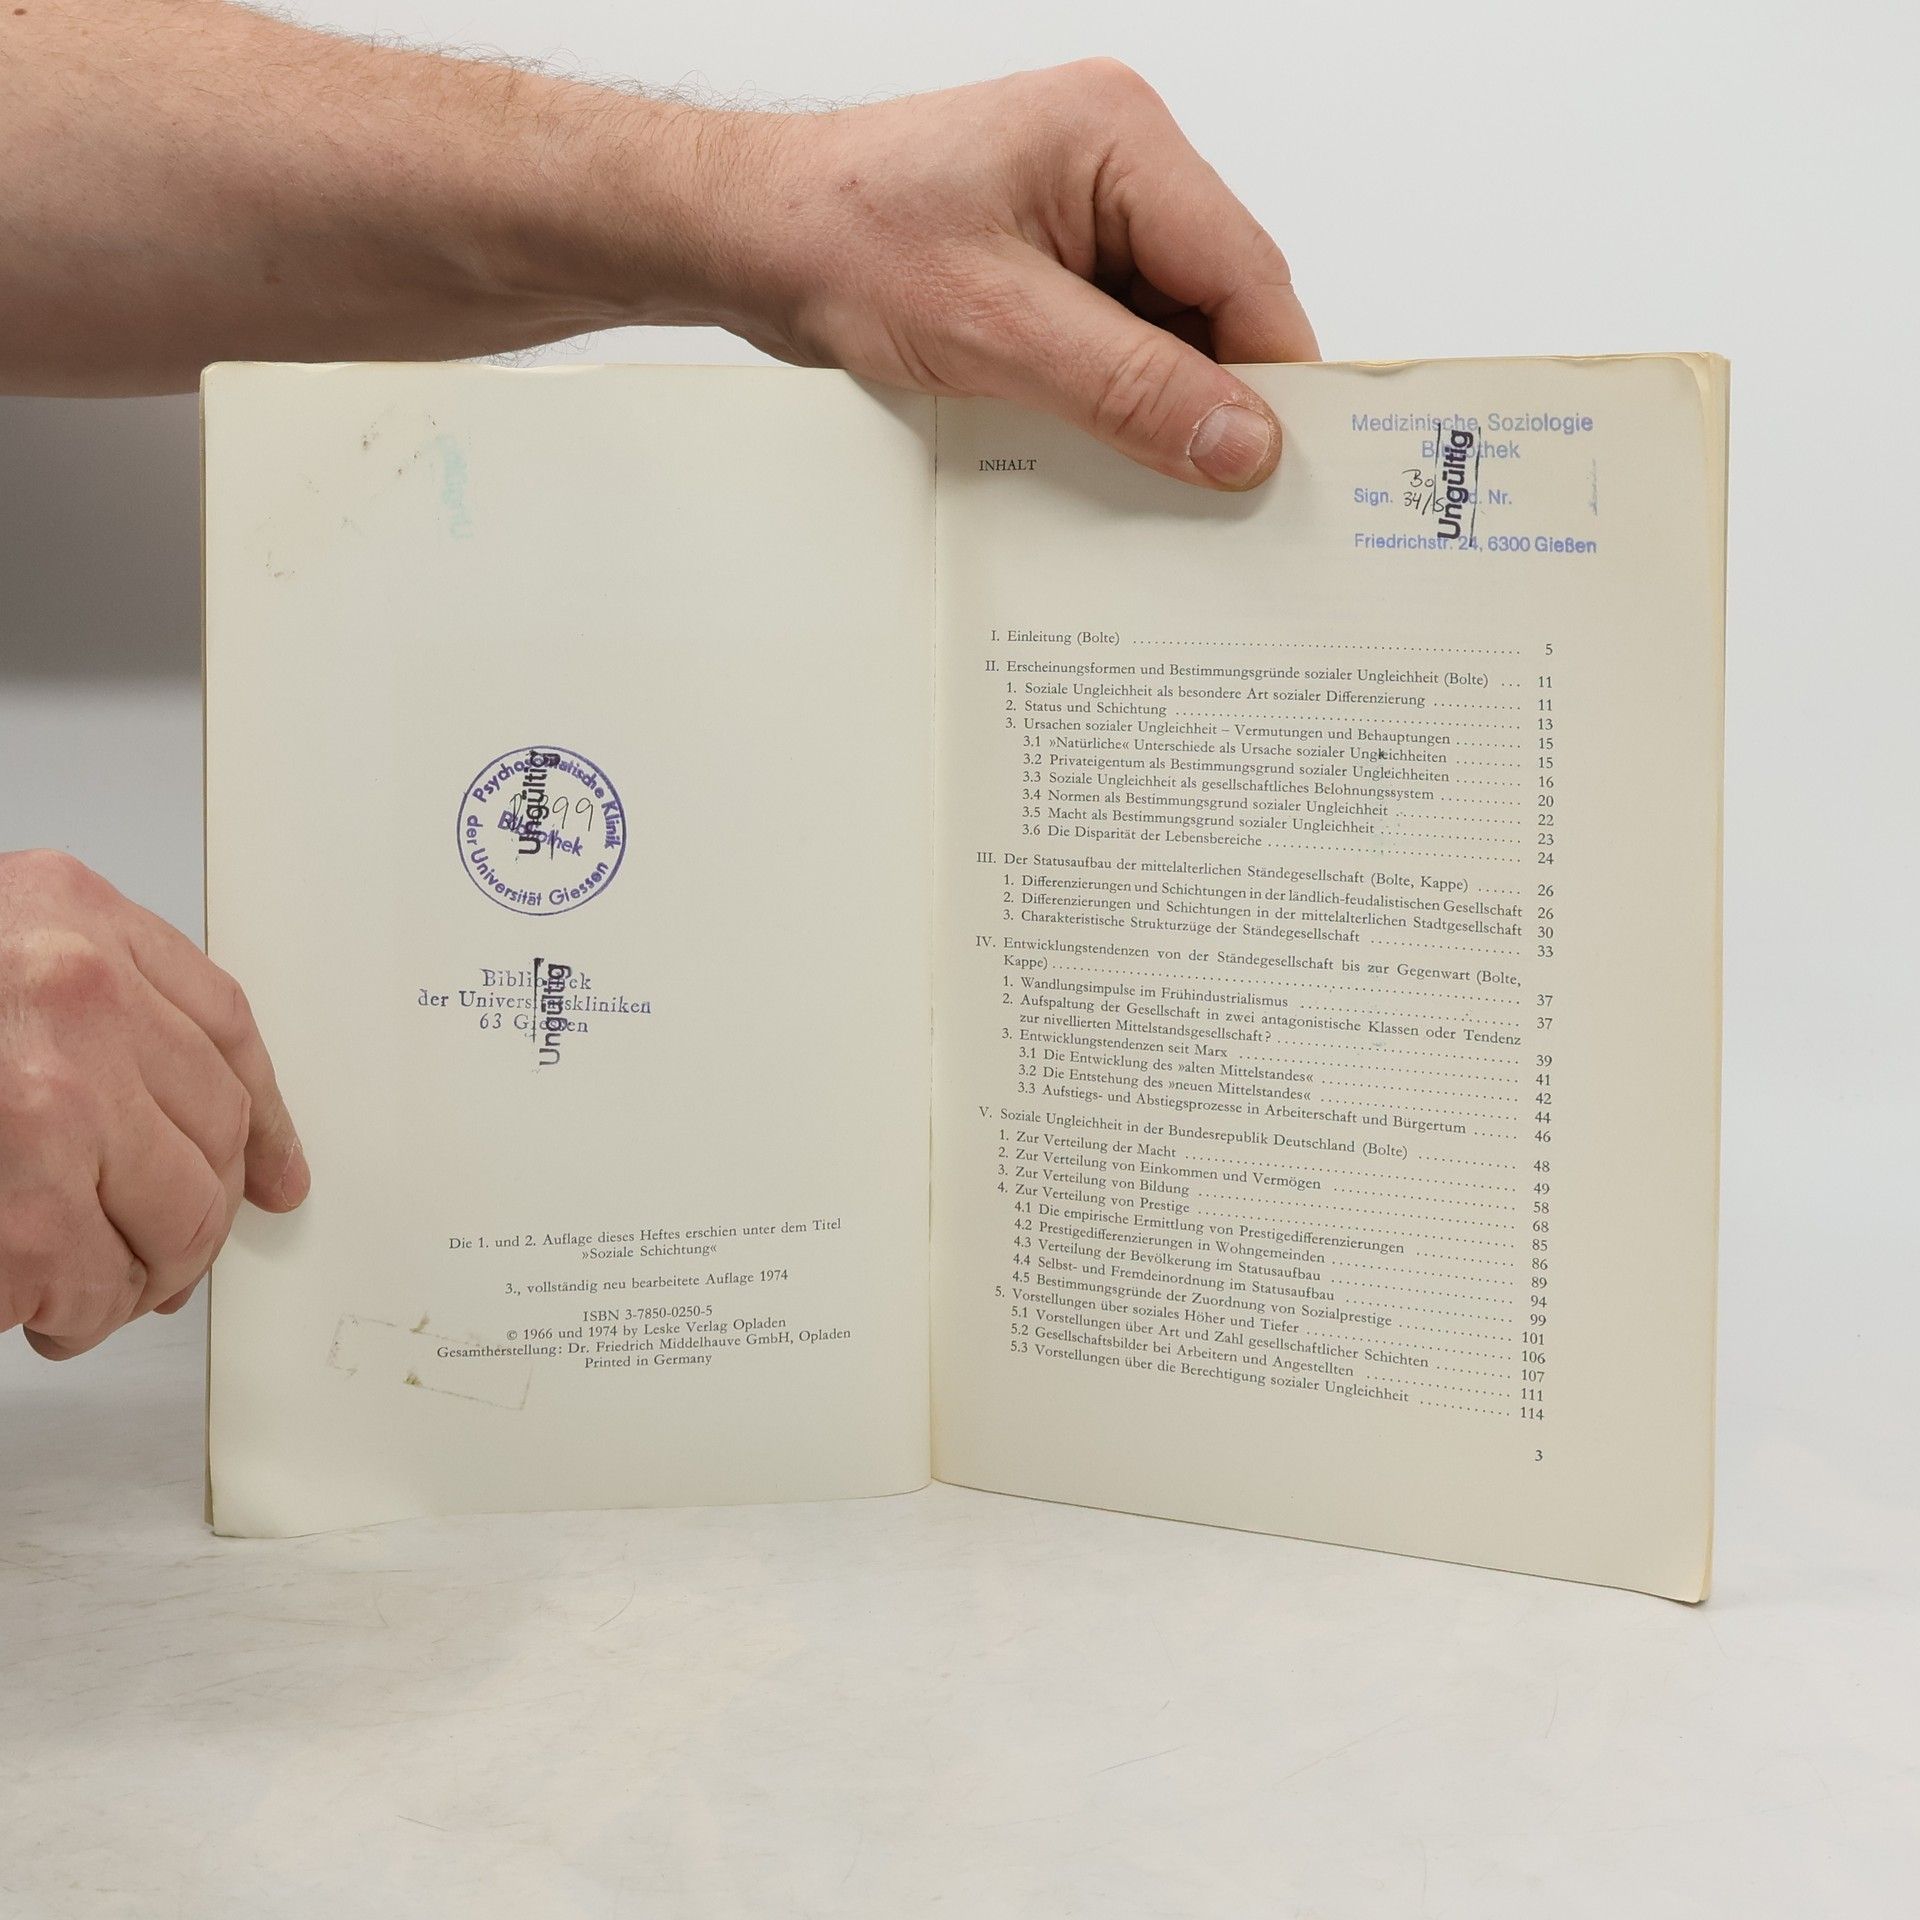 Psychosomatische Klinik
der Universität Giessen
Bibliothek
Ungültig
Bibliothek
der Universitätskliniken
63 Giessen
Ungültig
Die 1. und 2. Auflage dieses Heftes erschien unter dem Titel
»Soziale Schichtung«
3., vollständig neu bearbeitete Auflage 1974
ISBN 3-7850-0250-5
© 1966 und 1974 by Leske Verlag Opladen
Gesamtherstellung: Dr. Friedrich Middelhauve GmbH, Opladen
Printed in Germany
Medizinische Soziologie
Bibliothek
Sign. Bo 34/5 Nr.
Friedrichstr. 24, 6300 Gießen
Ungültig
INHALT
I. Einleitung (Bolte) 5
II. Erscheinungsformen und Bestimmungsgründe sozialer Ungleichheit (Bolte) ... 11
1. Soziale Ungleichheit als besondere Art sozialer Differenzierung 11
2. Status und Schichtung 13
3. Ursachen sozialer Ungleichheit – Vermutungen und Behauptungen 15
3.1 »Natürliche« Unterschiede als Ursache sozialer Ungleichheiten 15
3.2 Privateigentum als Bestimmungsgrund sozialer Ungleichheiten 16
3.3 Soziale Ungleichheit als gesellschaftliches Belohnungssystem 20
3.4 Normen als Bestimmungsgrund sozialer Ungleichheit 22
3.5 Macht als Bestimmungsgrund sozialer Ungleichheit 23
3.6 Die Disparität der Lebensbereiche 24
III. Der Statusaufbau der mittelalterlichen Ständegesellschaft (Bolte, Kappe) 26
1. Differenzierungen und Schichtungen in der ländlich-feudalistischen Gesellschaft 26
2. Differenzierungen und Schichtungen in der mittelalterlichen Stadtgesellschaft 30
3. Charakteristische Strukturzüge der Ständegesellschaft 33
IV. Entwicklungstendenzen von der Ständegesellschaft bis zur Gegenwart (Bolte,
Kappe) 37
1. Wandlungsimpulse im Frühindustrialismus 37
2. Aufspaltung der Gesellschaft in zwei antagonistische Klassen oder Tendenz
zur nivellierten Mittelstandsgesellschaft? 39
3. Entwicklungstendenzen seit Marx 41
3.1 Die Entwicklung des »alten Mittelstandes« 42
3.2 Die Entstehung des »neuen Mittelstandes« 44
3.3 Aufstiegs- und Abstiegsprozesse in Arbeiterschaft und Bürgertum 46
V. Soziale Ungleichheit in der Bundesrepublik Deutschland (Bolte) 48
1. Zur Verteilung der Macht 49
2. Zur Verteilung von Einkommen und Vermögen 58
3. Zur Verteilung von Bildung 68
4. Zur Verteilung von Prestige 85
4.1 Die empirische Ermittlung von Prestigedifferenzierungen 86
4.2 Prestigedifferenzierungen in Wohngemeinden 89
4.3 Verteilung der Bevölkerung im Statusaufbau 94
4.4 Selbst- und Fremdeinordnung im Statusaufbau 99
4.5 Bestimmungsgründe der Zuordnung von Sozialprestige 101
5. Vorstellungen über soziales Höher und Tiefer 106
5.1 Vorstellungen über Art und Zahl gesellschaftlicher Schichten 107
5.2 Gesellschaftsbilder bei Arbeitern und Angestellten 111
5.3 Vorstellungen über die Berechtigung sozialer Ungleichheit 114
3